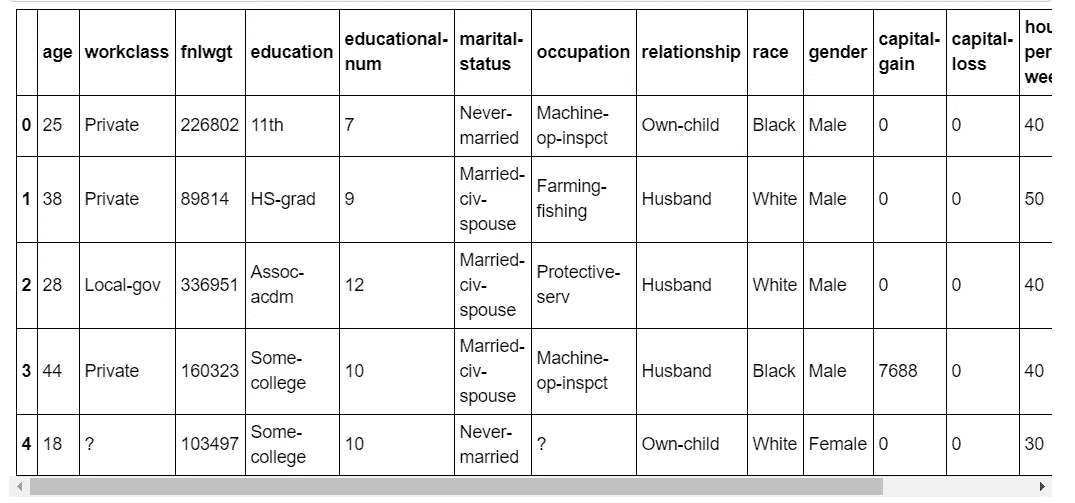 age workclass fnlwgt education educational-num marital-status occupation relationship race gender capital-gain capital-loss
0 25 Private 226802 11th 7 Never-married Machine-op-inspct Own-child Black Male 0 0 40
1 38 Private 89814 HS-grad 9 Married-civ-spouse Farming-fishing Husband White Male 0 0 50
2 28 Local-gov 336951 Assoc-acdm 12 Married-civ-spouse Protective-serv Husband White Male 0 0 40
3 44 Private 160323 Some-college 10 Married-civ-spouse Machine-op-inspct Husband Black Male 7688 0 40
4 18 ? 103497 Some-college 10 Never-married ? Own-child White Female 0 0 30